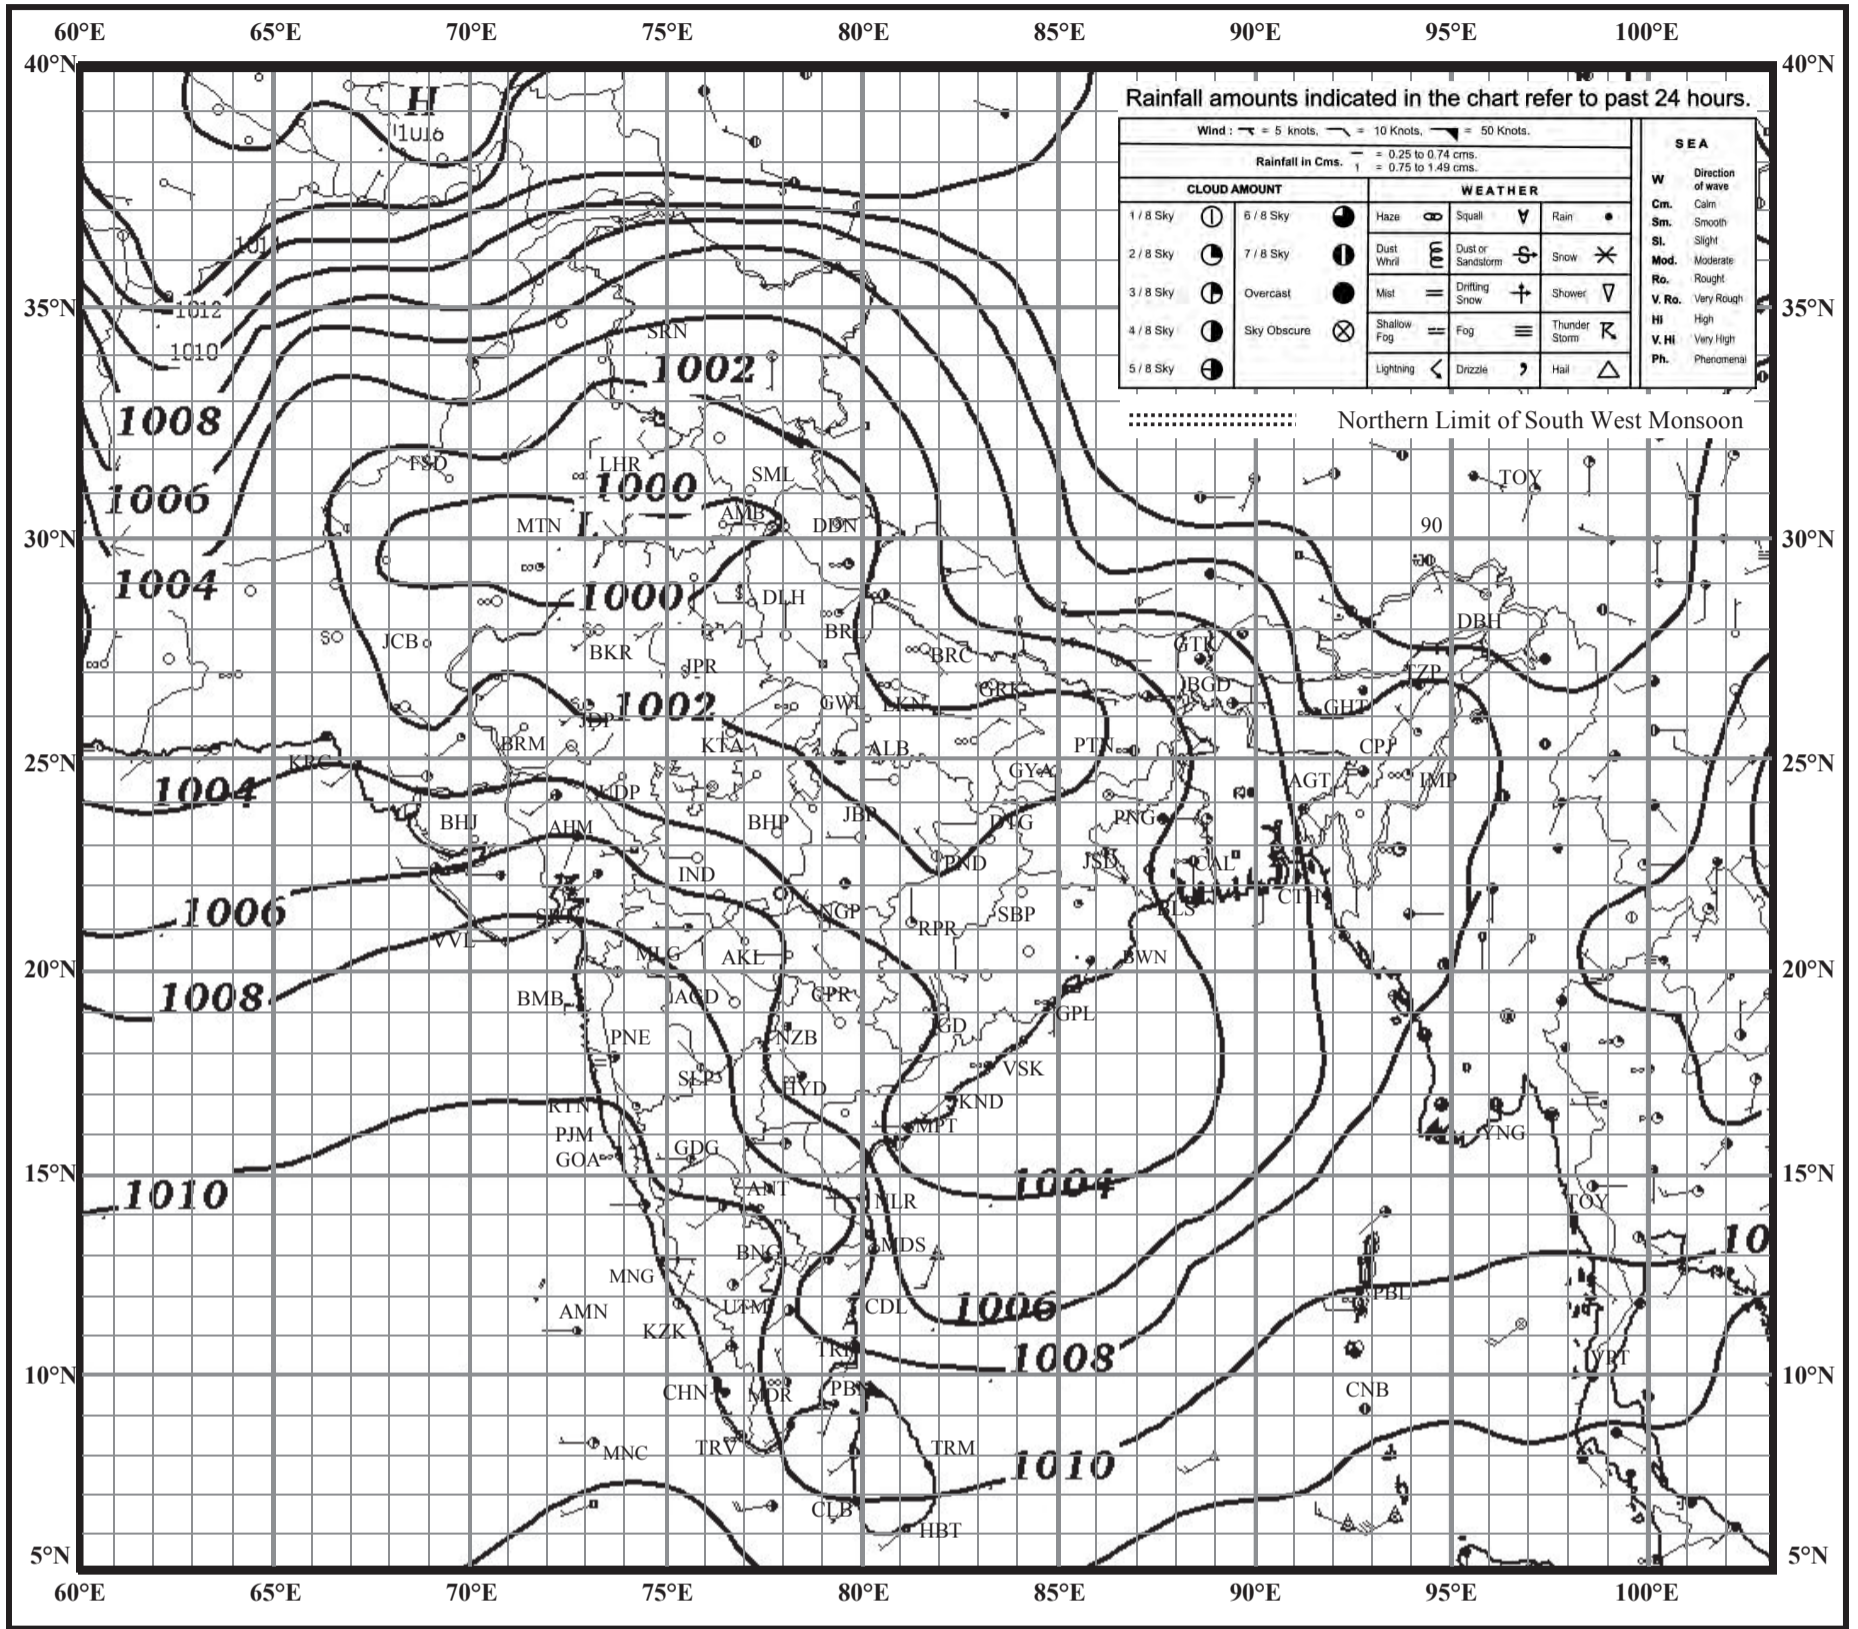 60°E 65°E 70°E 75°E 80°E 85°E 90°E 95°E 100°E
40°N 40°N
H
1016
Rainfall amounts indicated in the chart refer to past 24 hours.
Wind : = 5 knots, = 10 Knots, = 50 Knots.
Rainfall in Cms. = 0.25 to 0.74 cms.
= 0.75 to 1.49 cms.
CLOUD AMOUNT WEATHER
1 / 8 Sky 6 / 8 Sky Haze Squall Rain
2 / 8 Sky 7 / 8 Sky Dust Whril Dust or Sandstorm Snow
3 / 8 Sky Overcast Mist Drifting Snow Shower
4 / 8 Sky Sky Obscure Shallow Fog Fog Thunder Storm
5 / 8 Sky Lightning Drizzle Hail
SEA
W Direction of wave
Cm. Calm
Sm. Smooth
Sl. Slight
Mod. Moderate
Ro. Rought
V. Ro. Very Rough
Hi High
V. Hi Very High
Ph. Phenomenal
Northern Limit of South West Monsoon
35°N 1012 35°N
SRN
1010
1002
1008
FSD LHR SML TOY
1000
1006
MTN AMB DDN 90
30°N 30°N
1004 1000 DLH
DBH
JCB BKR BRL BRC GTK
JPR TZP
GRK BGD
1002 GWL LKN GHT
JDP
BRM KTA ALB PTN CPJ
25°N KRC 25°N
GYA AGT IMP
1004 UDP
BHJ AHM BHP JBP DTG PNG
PND JSD CAL
IND
CTH
1006 SRT NGP SBP BLS
RPR
VVL MLG AKL BWN
20°N 20°N
1008 BMB AGD CPR GPL
GD
PNE NZB
VSK
SLP HYD
RTN KND
MPT YNG
PJM
GOA GDG
15°N 15°N
1010 ANT NLR 1004 TOY
BNG MDS 10
MNG
AMN UTM CDL 1006 PBL
KZK
TRP 1008 VPT
10°N 10°N
CHN MDR PBN CNB
MNC TRV TRM
1010
CLB
HBT
5°N 5°N
60°E 65°E 70°E 75°E 80°E 85°E 90°E 95°E 100°E